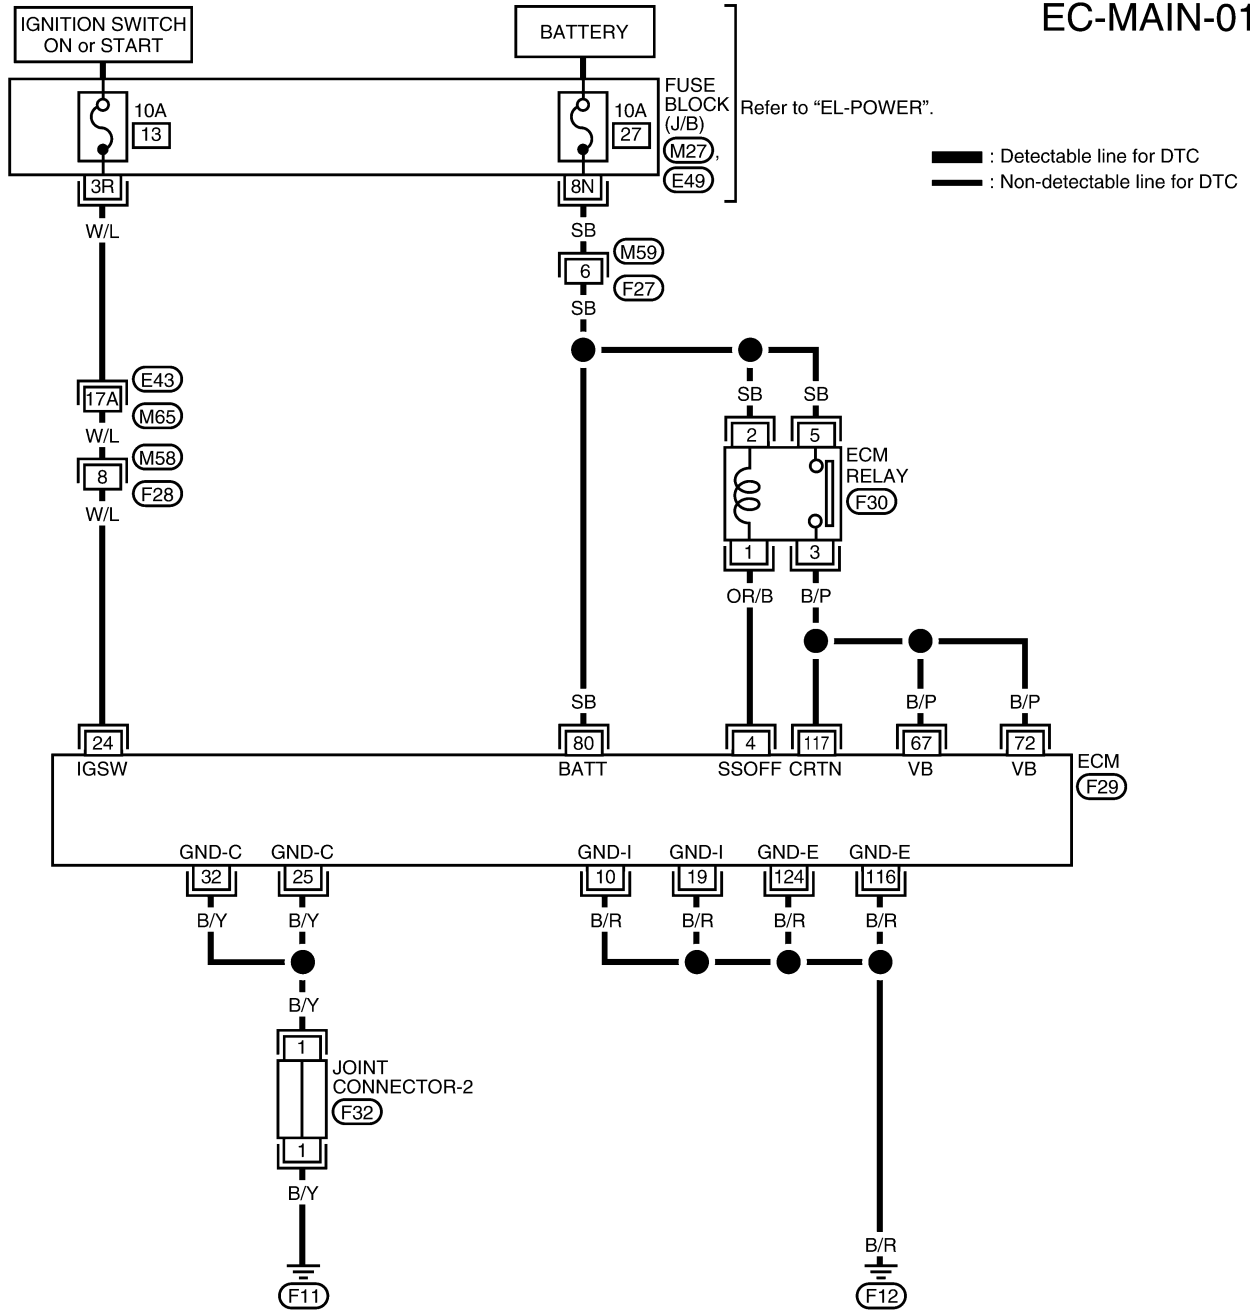 EC-MAIN-01
IGNITION SWITCH
ON or START
BATTERY
10A
13
10A
27
FUSE
BLOCK
(J/B)
M27,
E49
Refer to “EL-POWER”.
: Detectable line for DTC
: Non-detectable line for DTC
3R
8N
W/L
SB
6
M59
F27
SB
17A
E43
M65
W/L
8
M58
F28
W/L
SB
SB
2
5
ECM
RELAY
F30
1
3
OR/B
B/P
SB
B/P
B/P
24
80
4
117
67
72
IGSW
BATT
SSOFF
CRTN
VB
VB
ECM
F29
GND-C
GND-C
GND-I
GND-I
GND-E
GND-E
32
25
10
19
124
116
B/Y
B/Y
B/R
B/R
B/R
B/R
B/Y
1
JOINT
CONNECTOR-2
F32
1
B/Y
B/R
F11
F12